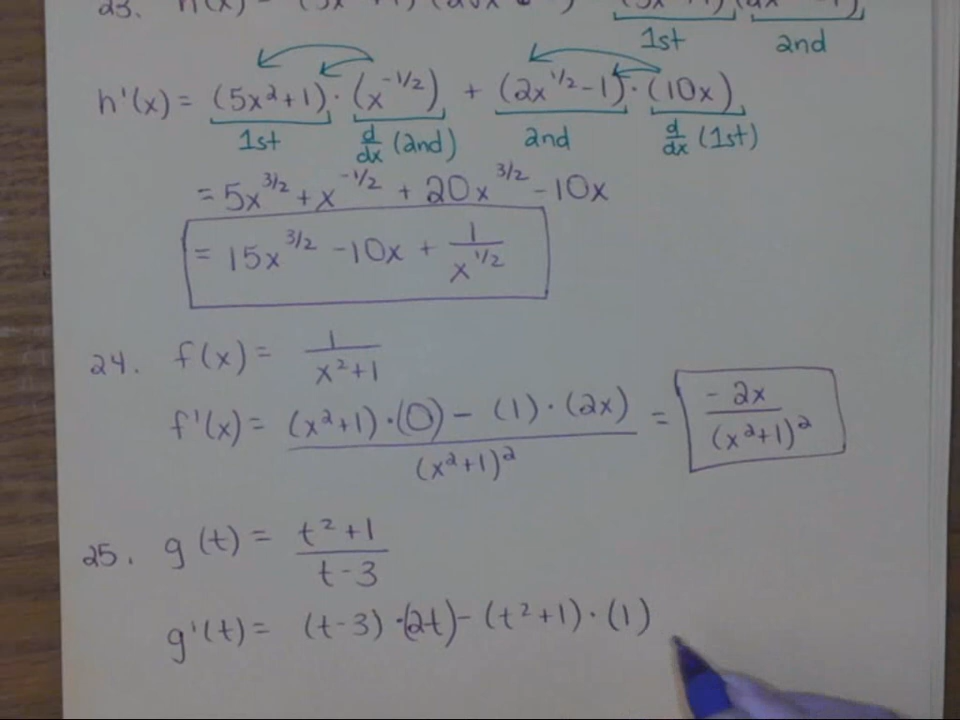 23. h(x) =
1st 2nd
h'(x) = (5x²+1)·(x^{-1/2}) + (2x^{1/2}-1)·(10x)
1st d/dx (2nd) 2nd d/dx (1st)
= 5x^{3/2} + x^{-1/2} + 20x^{3/2} - 10x
= 15x^{3/2} - 10x + 1/x^{1/2}
24. f(x) = 1/(x²+1)
f'(x) = ((x²+1)·(0) - (1)·(2x))/(x²+1)² = -2x/(x²+1)²
25. g(t) = (t²+1)/(t-3)
g'(t) = (t-3)·(2t) - (t²+1)·(1)